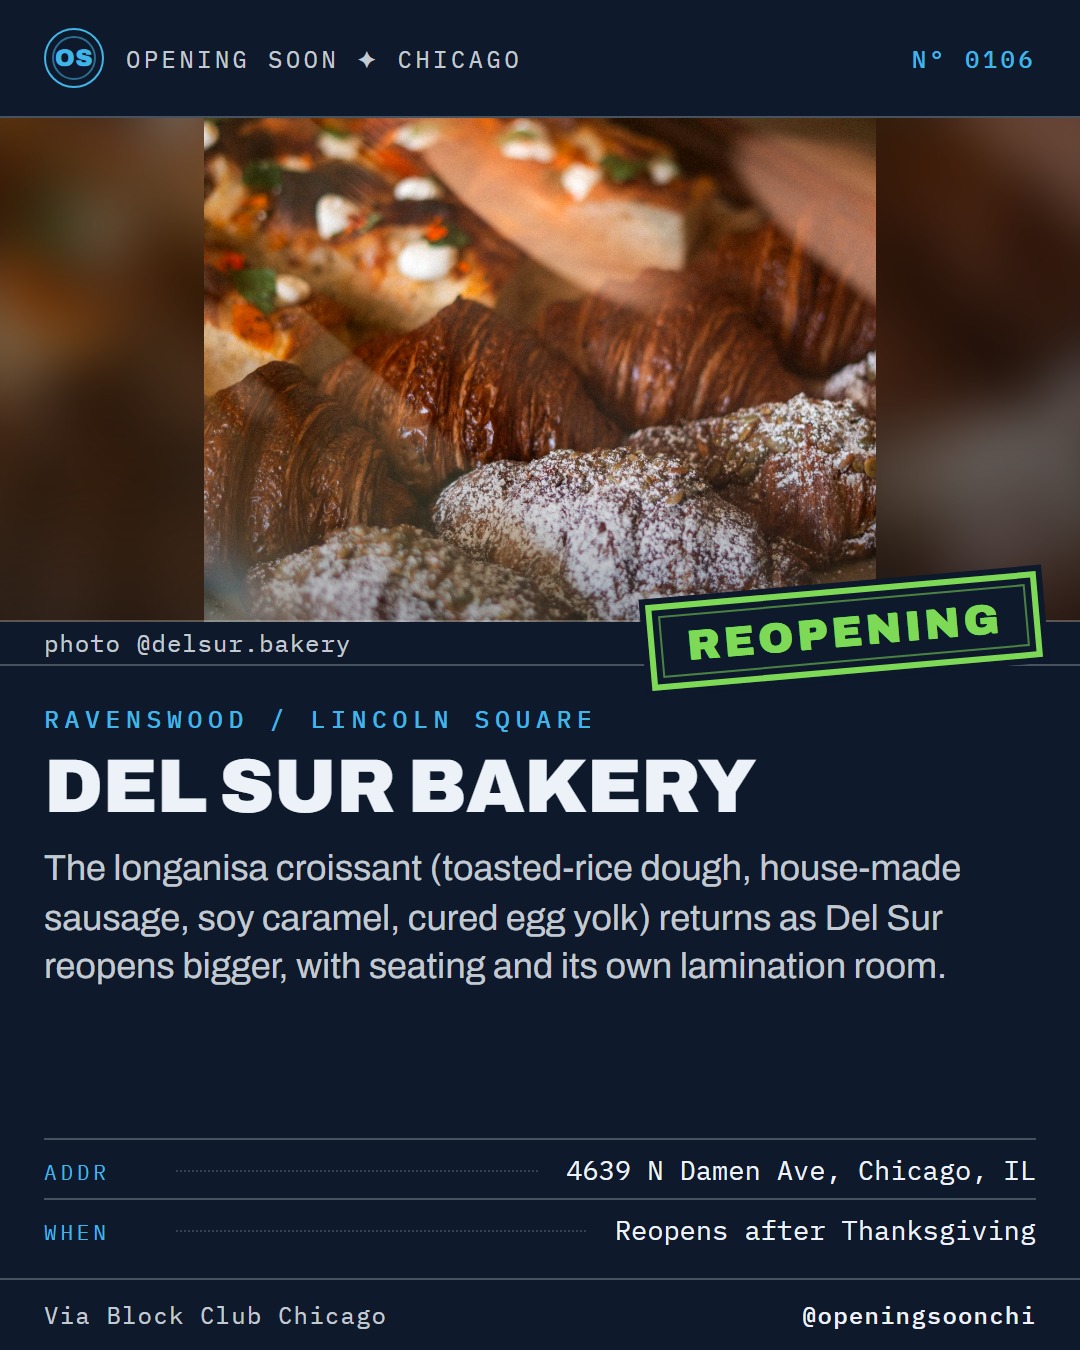 OS OPENING SOON ✦ CHICAGO
N° 0106
photo @delsur.bakery
REOPENING
RAVENSWOOD / LINCOLN SQUARE
DEL SUR BAKERY
The longanisa croissant (toasted-rice dough, house-made
sausage, soy caramel, cured egg yolk) returns as Del Sur
reopens bigger, with seating and its own lamination room.
ADDR 4639 N Damen Ave, Chicago, IL
WHEN Reopens after Thanksgiving
Via Block Club Chicago
@openingsoonchi